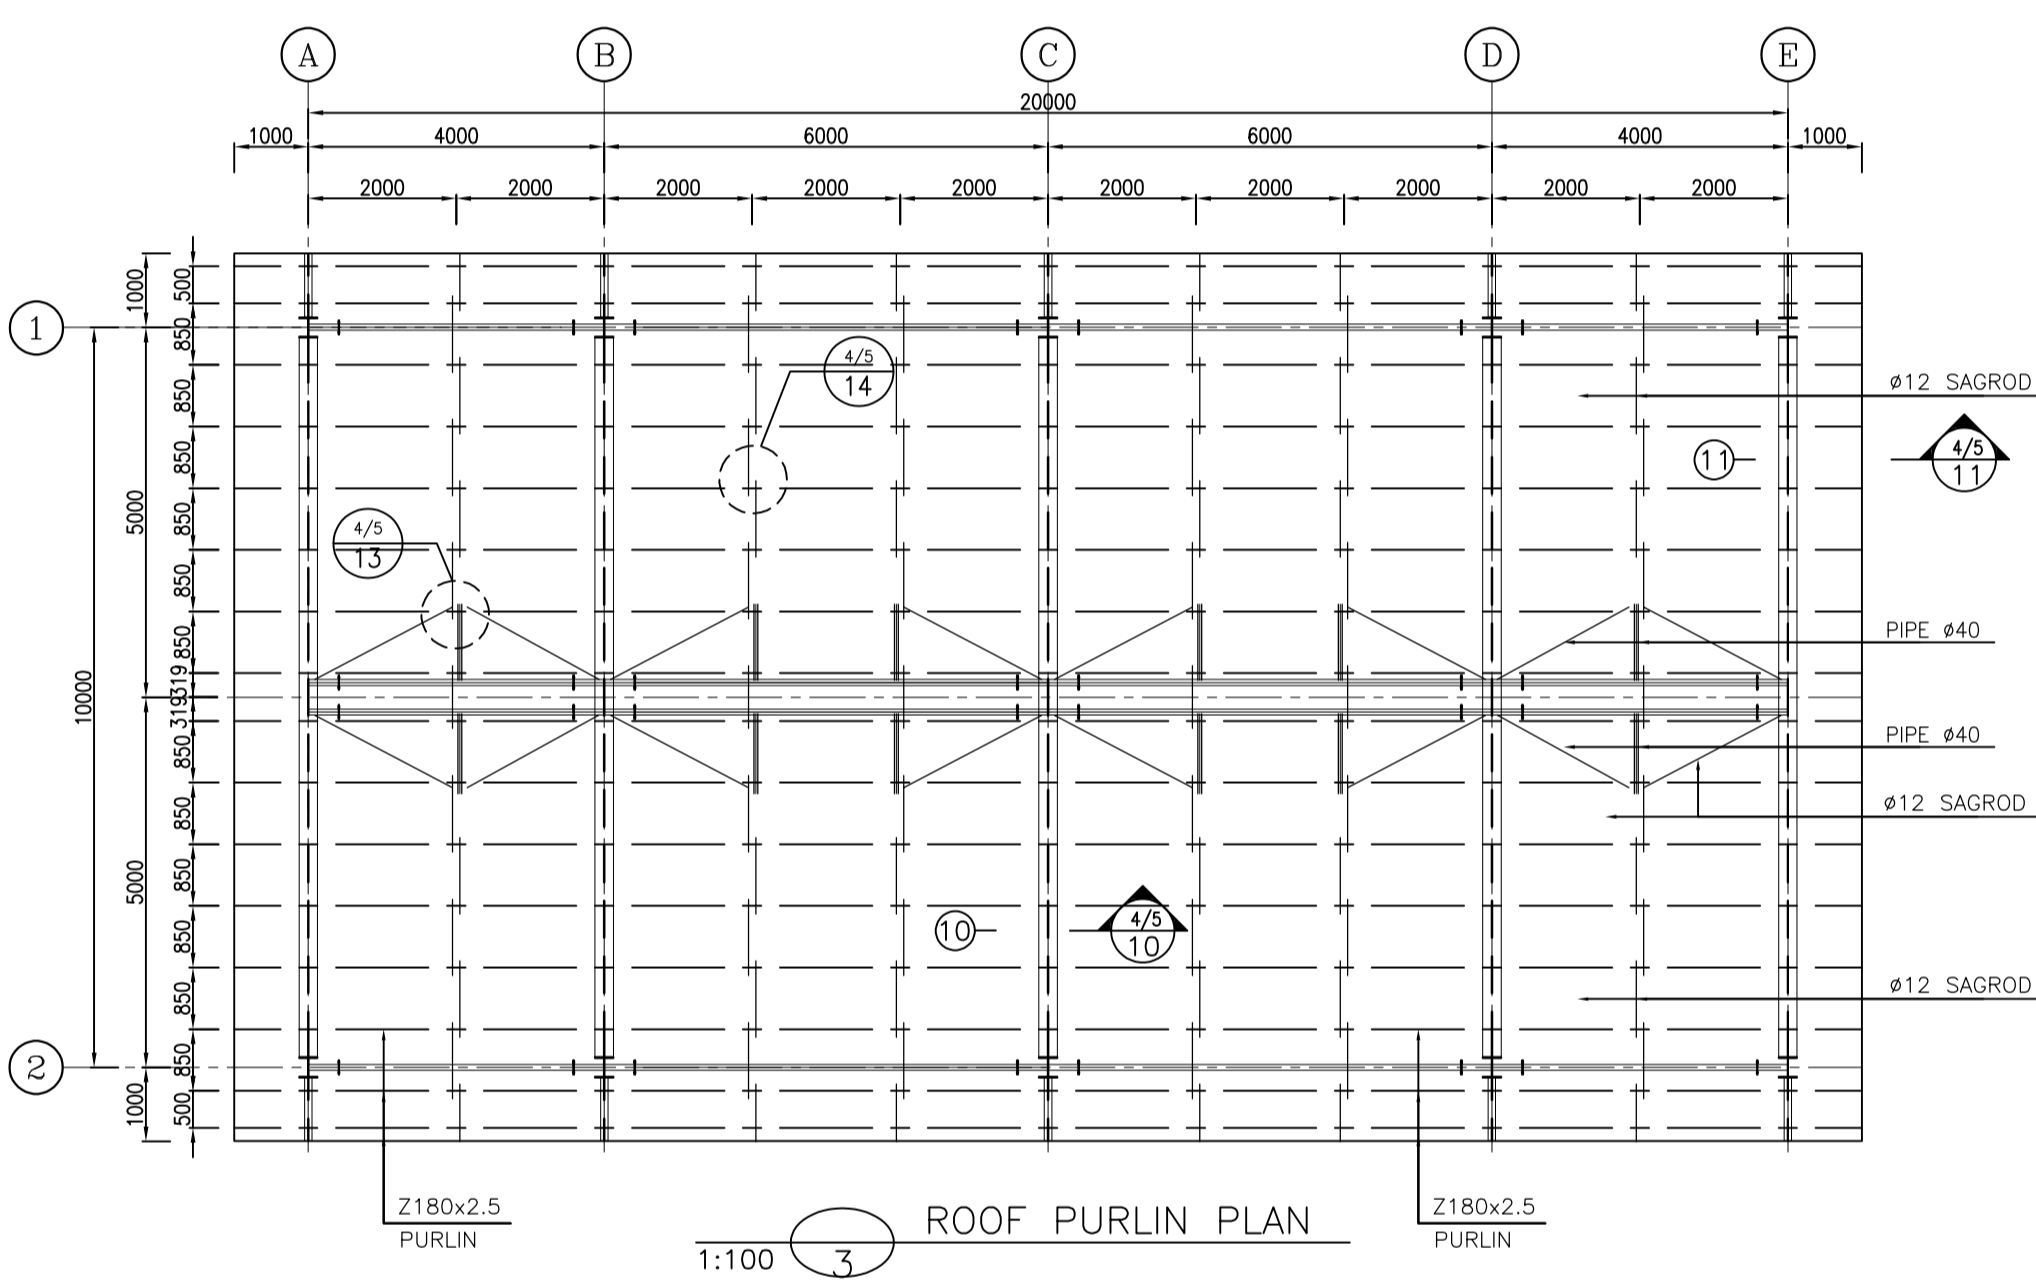 A B C D E
20000
1000 4000 6000 6000 4000 1000
2000 2000 2000 2000 2000 2000 2000 2000 2000 2000
1000 500
1
850
4/5
14
ø12 SAGROD
850
850
11
4/5
11
5000
850
4/5
13
850
850
PIPE ø40
319
10000
319
850
PIPE ø40
850
ø12 SAGROD
850
5000
850
10
4/5
10
850
ø12 SAGROD
2
850
1000 500
Z180x2.5
PURLIN
Z180x2.5
PURLIN
ROOF PURLIN PLAN
1:100
3